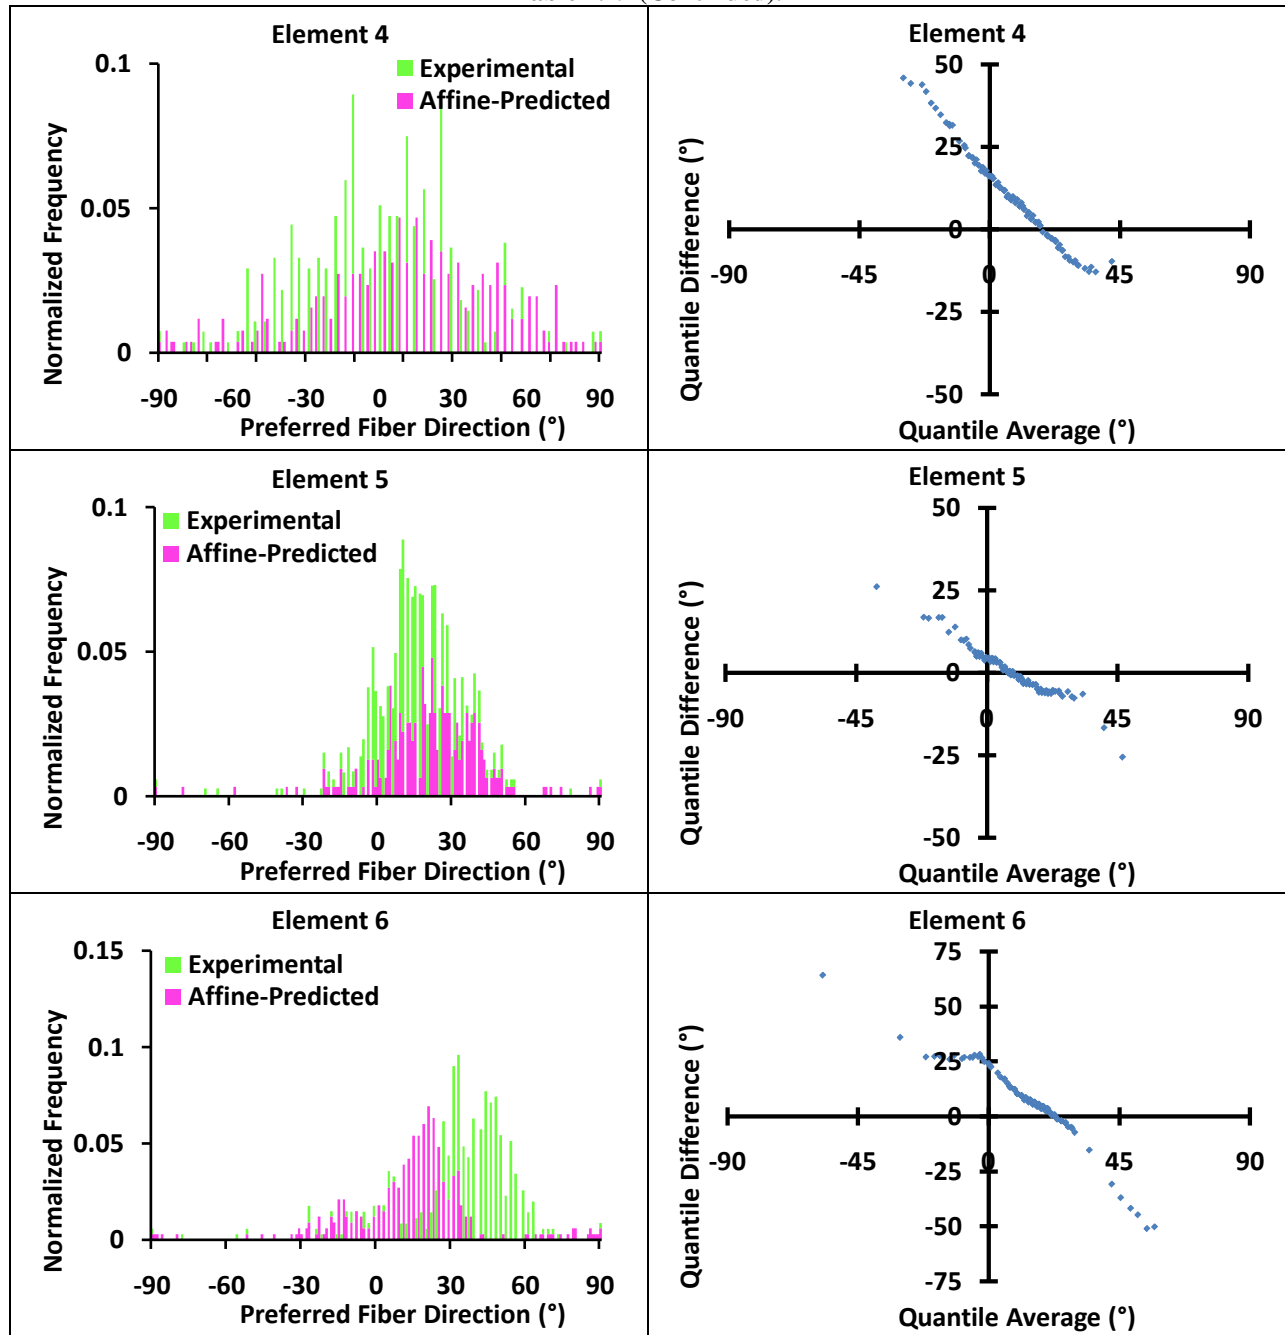 Element 4
Experimental
Affine-Predicted
0.1
0.05
0
Normalized Frequency
-90 -60 -30 0 30 60 90
Preferred Fiber Direction (°)
Element 4
50
25
0
-25
-50
-90 -45 0 45 90
Quantile Difference (°)
Quantile Average (°)
Element 5
Experimental
Affine-Predicted
0.1
0.05
0
Normalized Frequency
-90 -60 -30 0 30 60 90
Preferred Fiber Direction (°)
Element 5
50
25
0
-25
-50
-90 -45 0 45 90
Quantile Difference (°)
Quantile Average (°)
Element 6
Experimental
Affine-Predicted
0.15
0.1
0.05
0
Normalized Frequency
-90 -60 -30 0 30 60 90
Preferred Fiber Direction (°)
Element 6
75
50
25
0
-25
-50
-75
-90 -45 0 45 90
Quantile Difference (°)
Quantile Average (°)